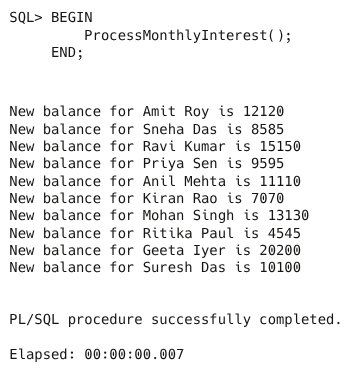 SQL> BEGIN
ProcessMonthlyInterest();
END;
New balance for Amit Roy is 12120
New balance for Sneha Das is 8585
New balance for Ravi Kumar is 15150
New balance for Priya Sen is 9595
New balance for Anil Mehta is 11110
New balance for Kiran Rao is 7070
New balance for Mohan Singh is 13130
New balance for Ritika Paul is 4545
New balance for Geeta Iyer is 20200
New balance for Suresh Das is 10100
PL/SQL procedure successfully completed.
Elapsed: 00:00:00.007